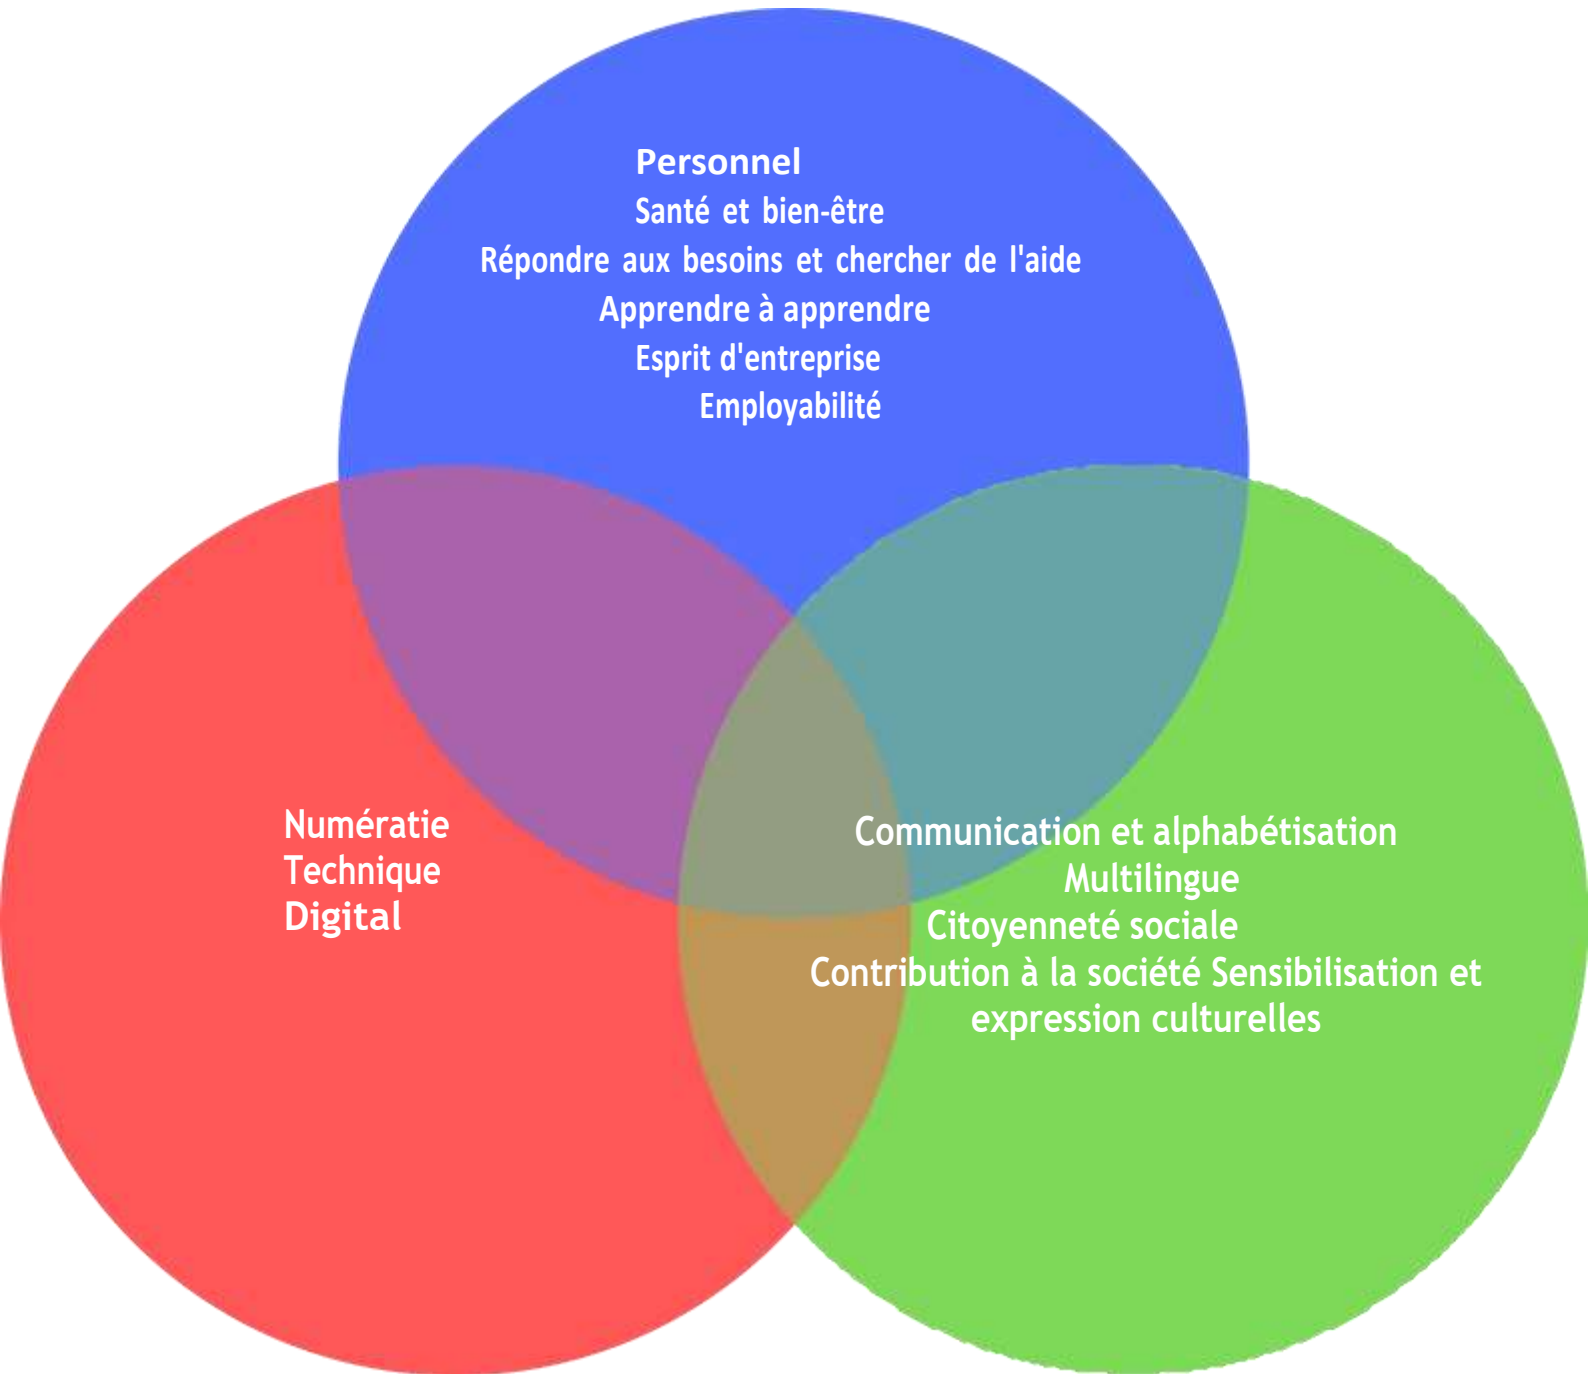 Personnel
Santé et bien-être
Répondre aux besoins et chercher de l'aide
Apprendre à apprendre
Esprit d'entreprise
Employabilité
Numératie
Technique
Digital
Communication et alphabétisation
Multilingue
Citoyenneté sociale
Contribution à la société Sensibilisation et
expression culturelles